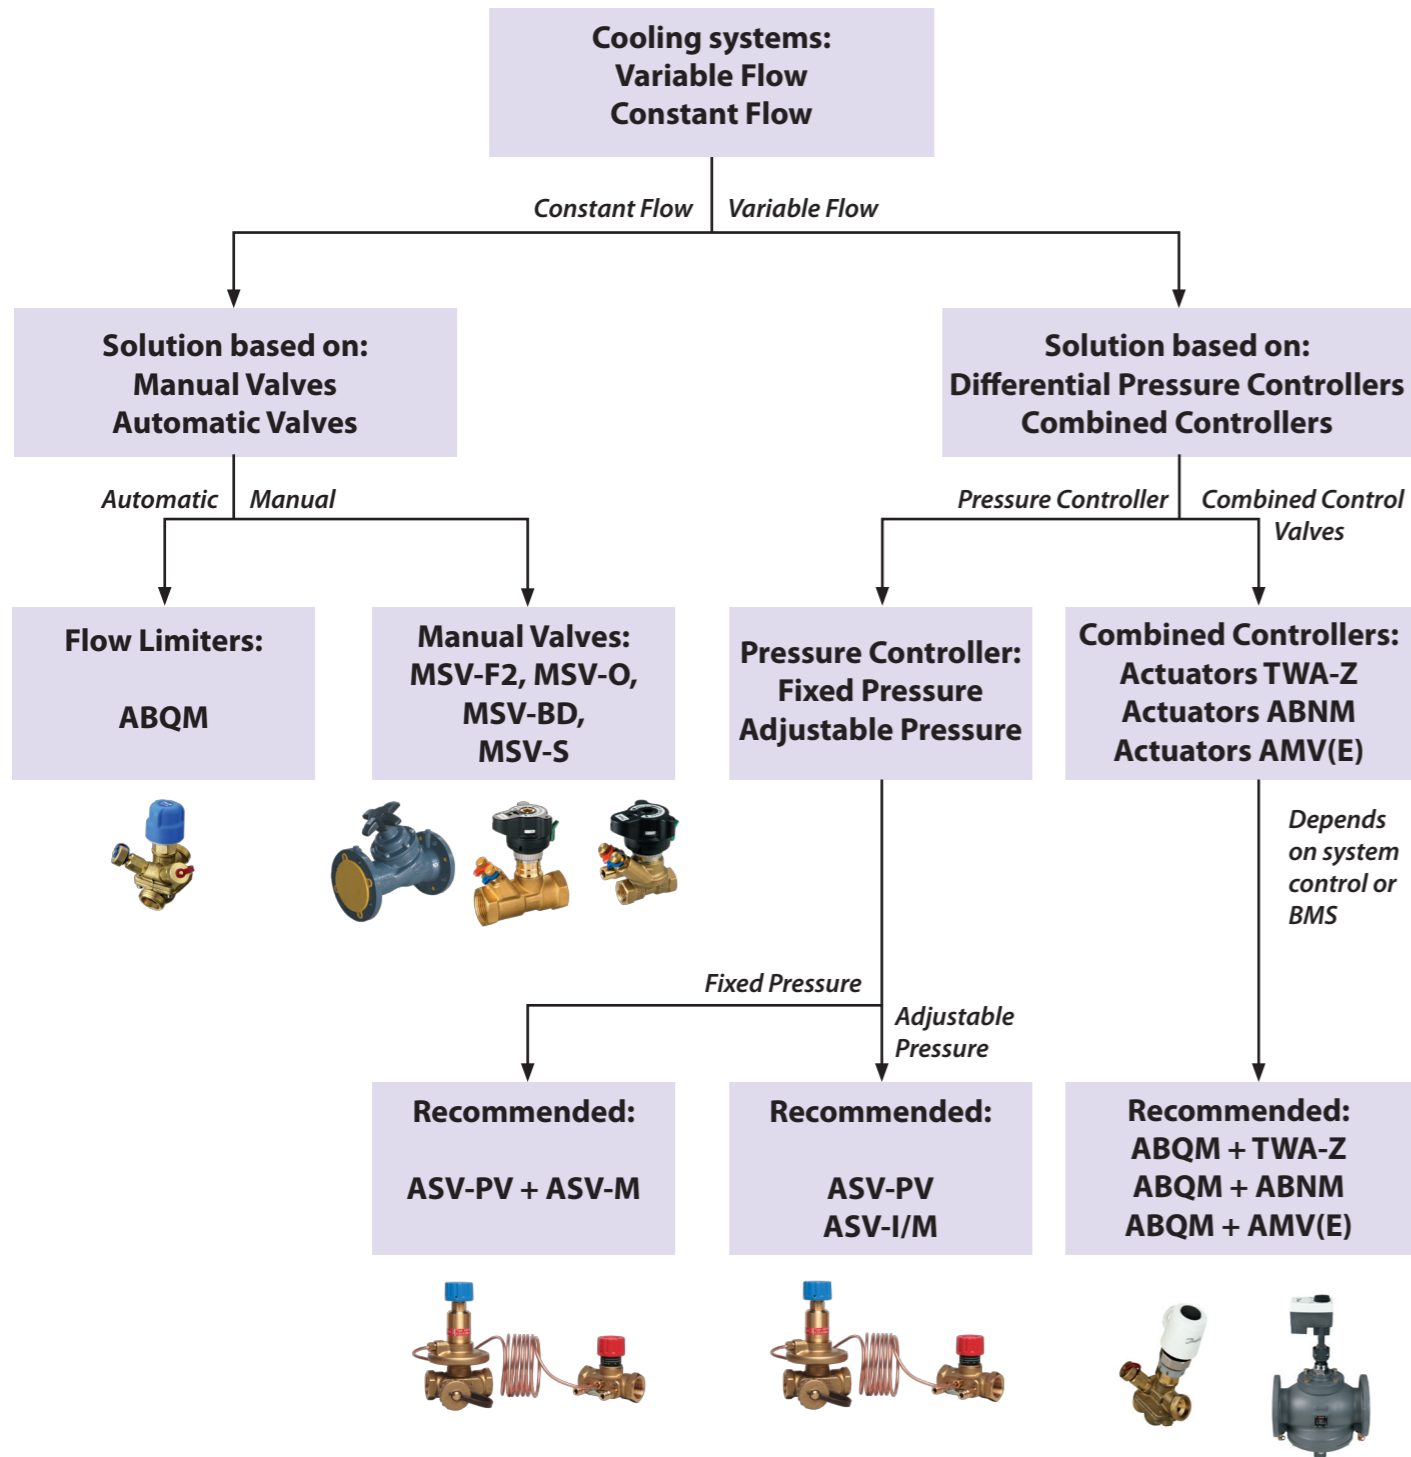 Cooling systems:
Variable Flow
Constant Flow
Constant Flow
Variable Flow
Solution based on:
Manual Valves
Automatic Valves
Solution based on:
Differential Pressure Controllers
Combined Controllers
Automatic
Manual
Pressure Controller
Combined Control
Valves
Flow Limiters:
ABQM
Manual Valves:
MSV-F2, MSV-O,
MSV-BD,
MSV-S
Pressure Controller:
Fixed Pressure
Adjustable Pressure
Combined Controllers:
Actuators TWA-Z
Actuators ABNM
Actuators AMV(E)
Depends
on system
control or
BMS
Fixed Pressure
Adjustable
Pressure
Recommended:
ASV-PV + ASV-M
Recommended:
ASV-PV
ASV-I/M
Recommended:
ABQM + TWA-Z
ABQM + ABNM
ABQM + AMV(E)